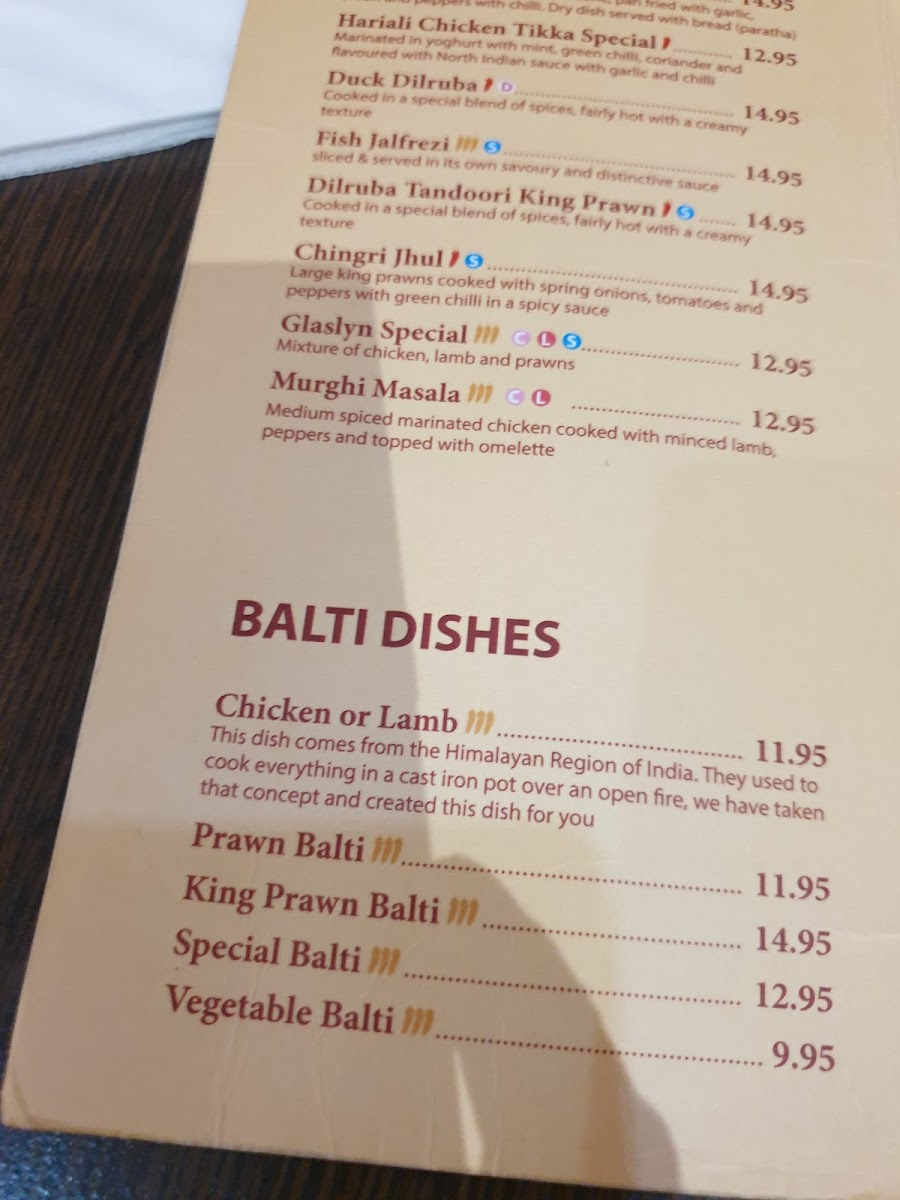 14.95
pan fried with garlic,
and peppers with chilli. Dry dish served with bread (paratha)
Hariali Chicken Tikka Special ............ 12.95
Marinated in yoghurt with mint, green chilli, coriander and
flavoured with North Indian sauce with garlic and chilli
Duck Dilruba D ............ 14.95
Cooked in a special blend of spices, fairly hot with a creamy
texture
Fish Jalfrezi S ............ 14.95
sliced & served in its own savoury and distinctive sauce
Dilruba Tandoori King Prawn S ....... 14.95
Cooked in a special blend of spices, fairly hot with a creamy
texture
Chingri Jhul S ............ 14.95
Large king prawns cooked with spring onions, tomatoes and
peppers with green chilli in a spicy sauce
Glaslyn Special C L S ............ 12.95
Mixture of chicken, lamb and prawns
Murghi Masala C L ............ 12.95
Medium spiced marinated chicken cooked with minced lamb,
peppers and topped with omelette
BALTI DISHES
Chicken or Lamb ............ 11.95
This dish comes from the Himalayan Region of India. They used to
cook everything in a cast iron pot over an open fire, we have taken
that concept and created this dish for you
Prawn Balti ............ 11.95
King Prawn Balti ............ 14.95
Special Balti ............ 12.95
Vegetable Balti ............ 9.95